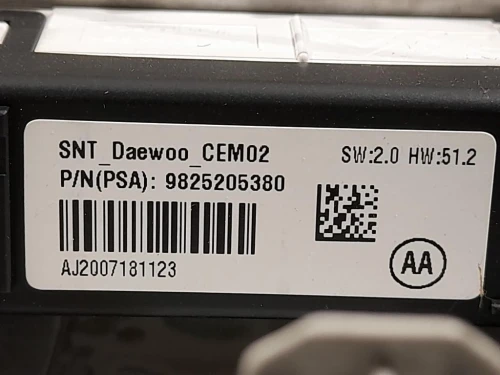 SNT_Daewoo_CEM02
SW:2.0 HW:51.2
P/N(PSA): 9825205380
AJ2007181123
AA